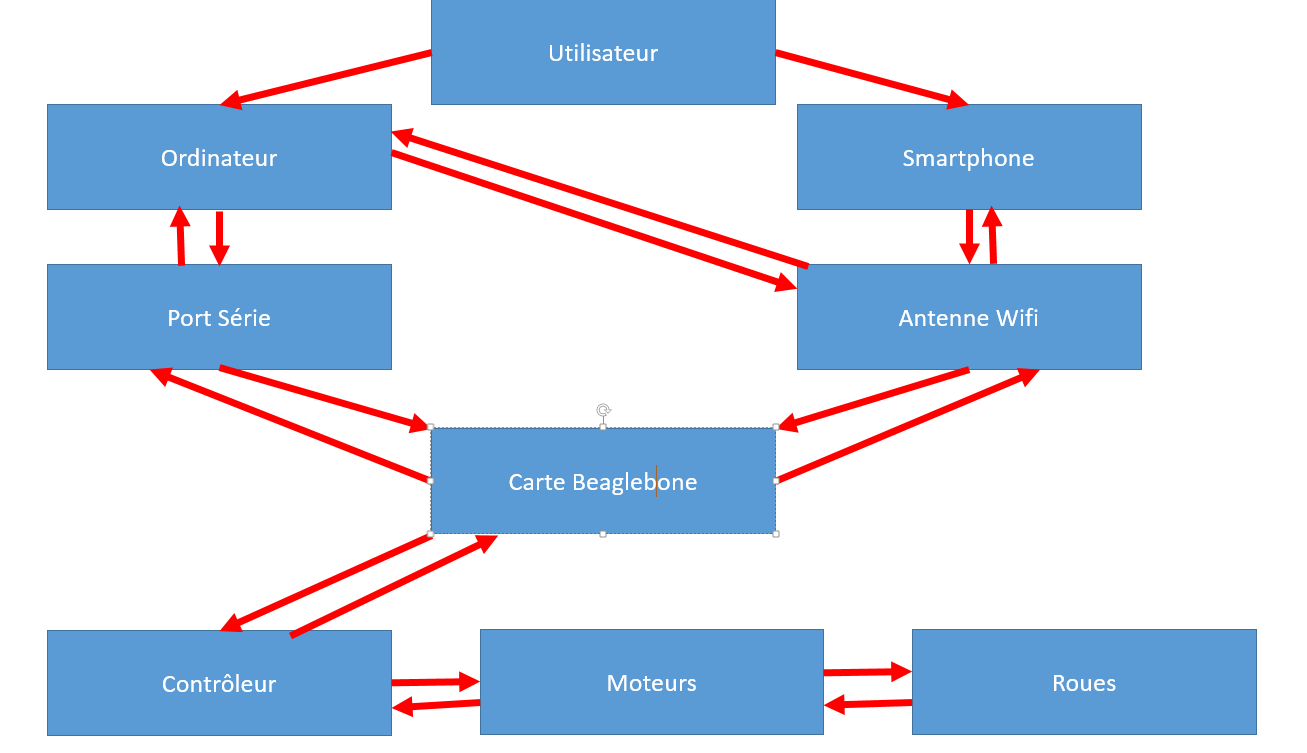 Utilisateur
Ordinateur
Smartphone
Port Série
Antenne Wifi
Carte Beaglebone
Contrôleur
Moteurs
Roues